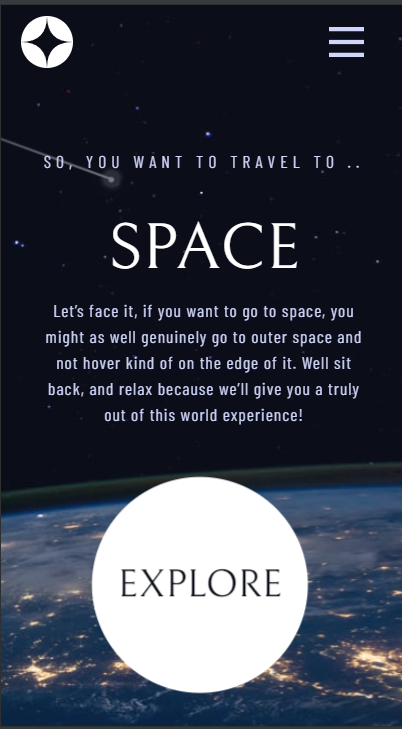 SO, YOU WANT TO TRAVEL TO ..
SPACE
Let’s face it, if you want to go to space, you
might as well genuinely go to outer space and
not hover kind of on the edge of it. Well sit
back, and relax because we’ll give you a truly
out of this world experience!
EXPLORE